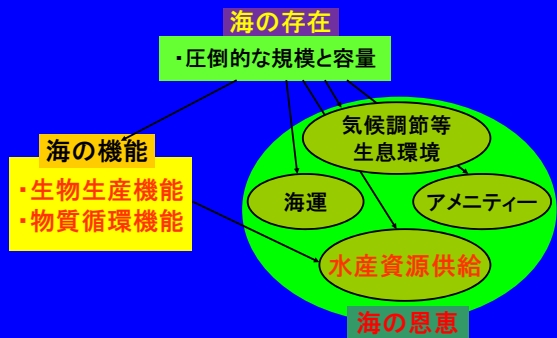 海の存在
・圧倒的な規模と容量
気候調節等
生息環境
海の機能
・生物生産機能
・物質循環機能
海運
アメニティー
水産資源供給
海の恩恵